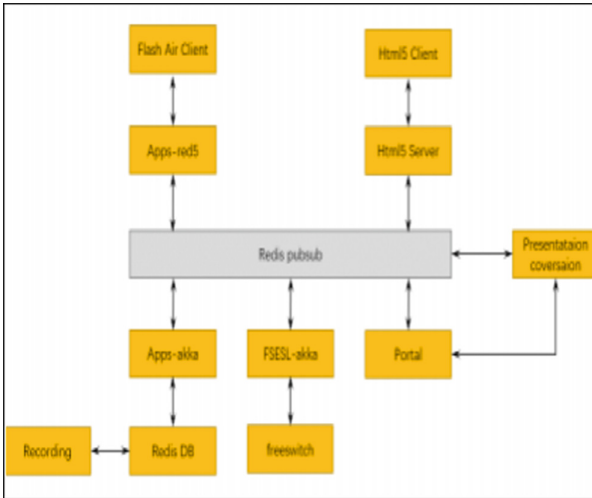 Flash Air Client
Html5 Client
Apps-red5
Html5 Server
Redis pubsub
Presentataion
coversaion
Apps-akka
FSESL-akka
Portal
Recording
Redis DB
freeswitch